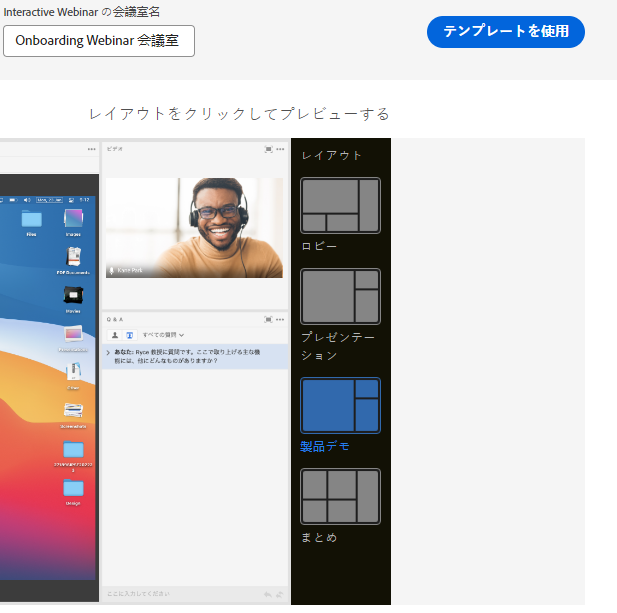 Interactive Webinar の会議室名
Onboarding Webinar 会議室
テンプレートを使用
レイアウトをクリックしてプレビューする
ビデオ
Kane Park
Files
Images
PDF Documents
Movies
Screenshots
Design
Q & A
すべての質問
あなた: Ryce 教授に質問です。ここで取り上げる主な機
能には、他にどんなものがありますか？
ここに入力してください
レイアウト
ロビー
プレゼンテー
ション
製品デモ
まとめ